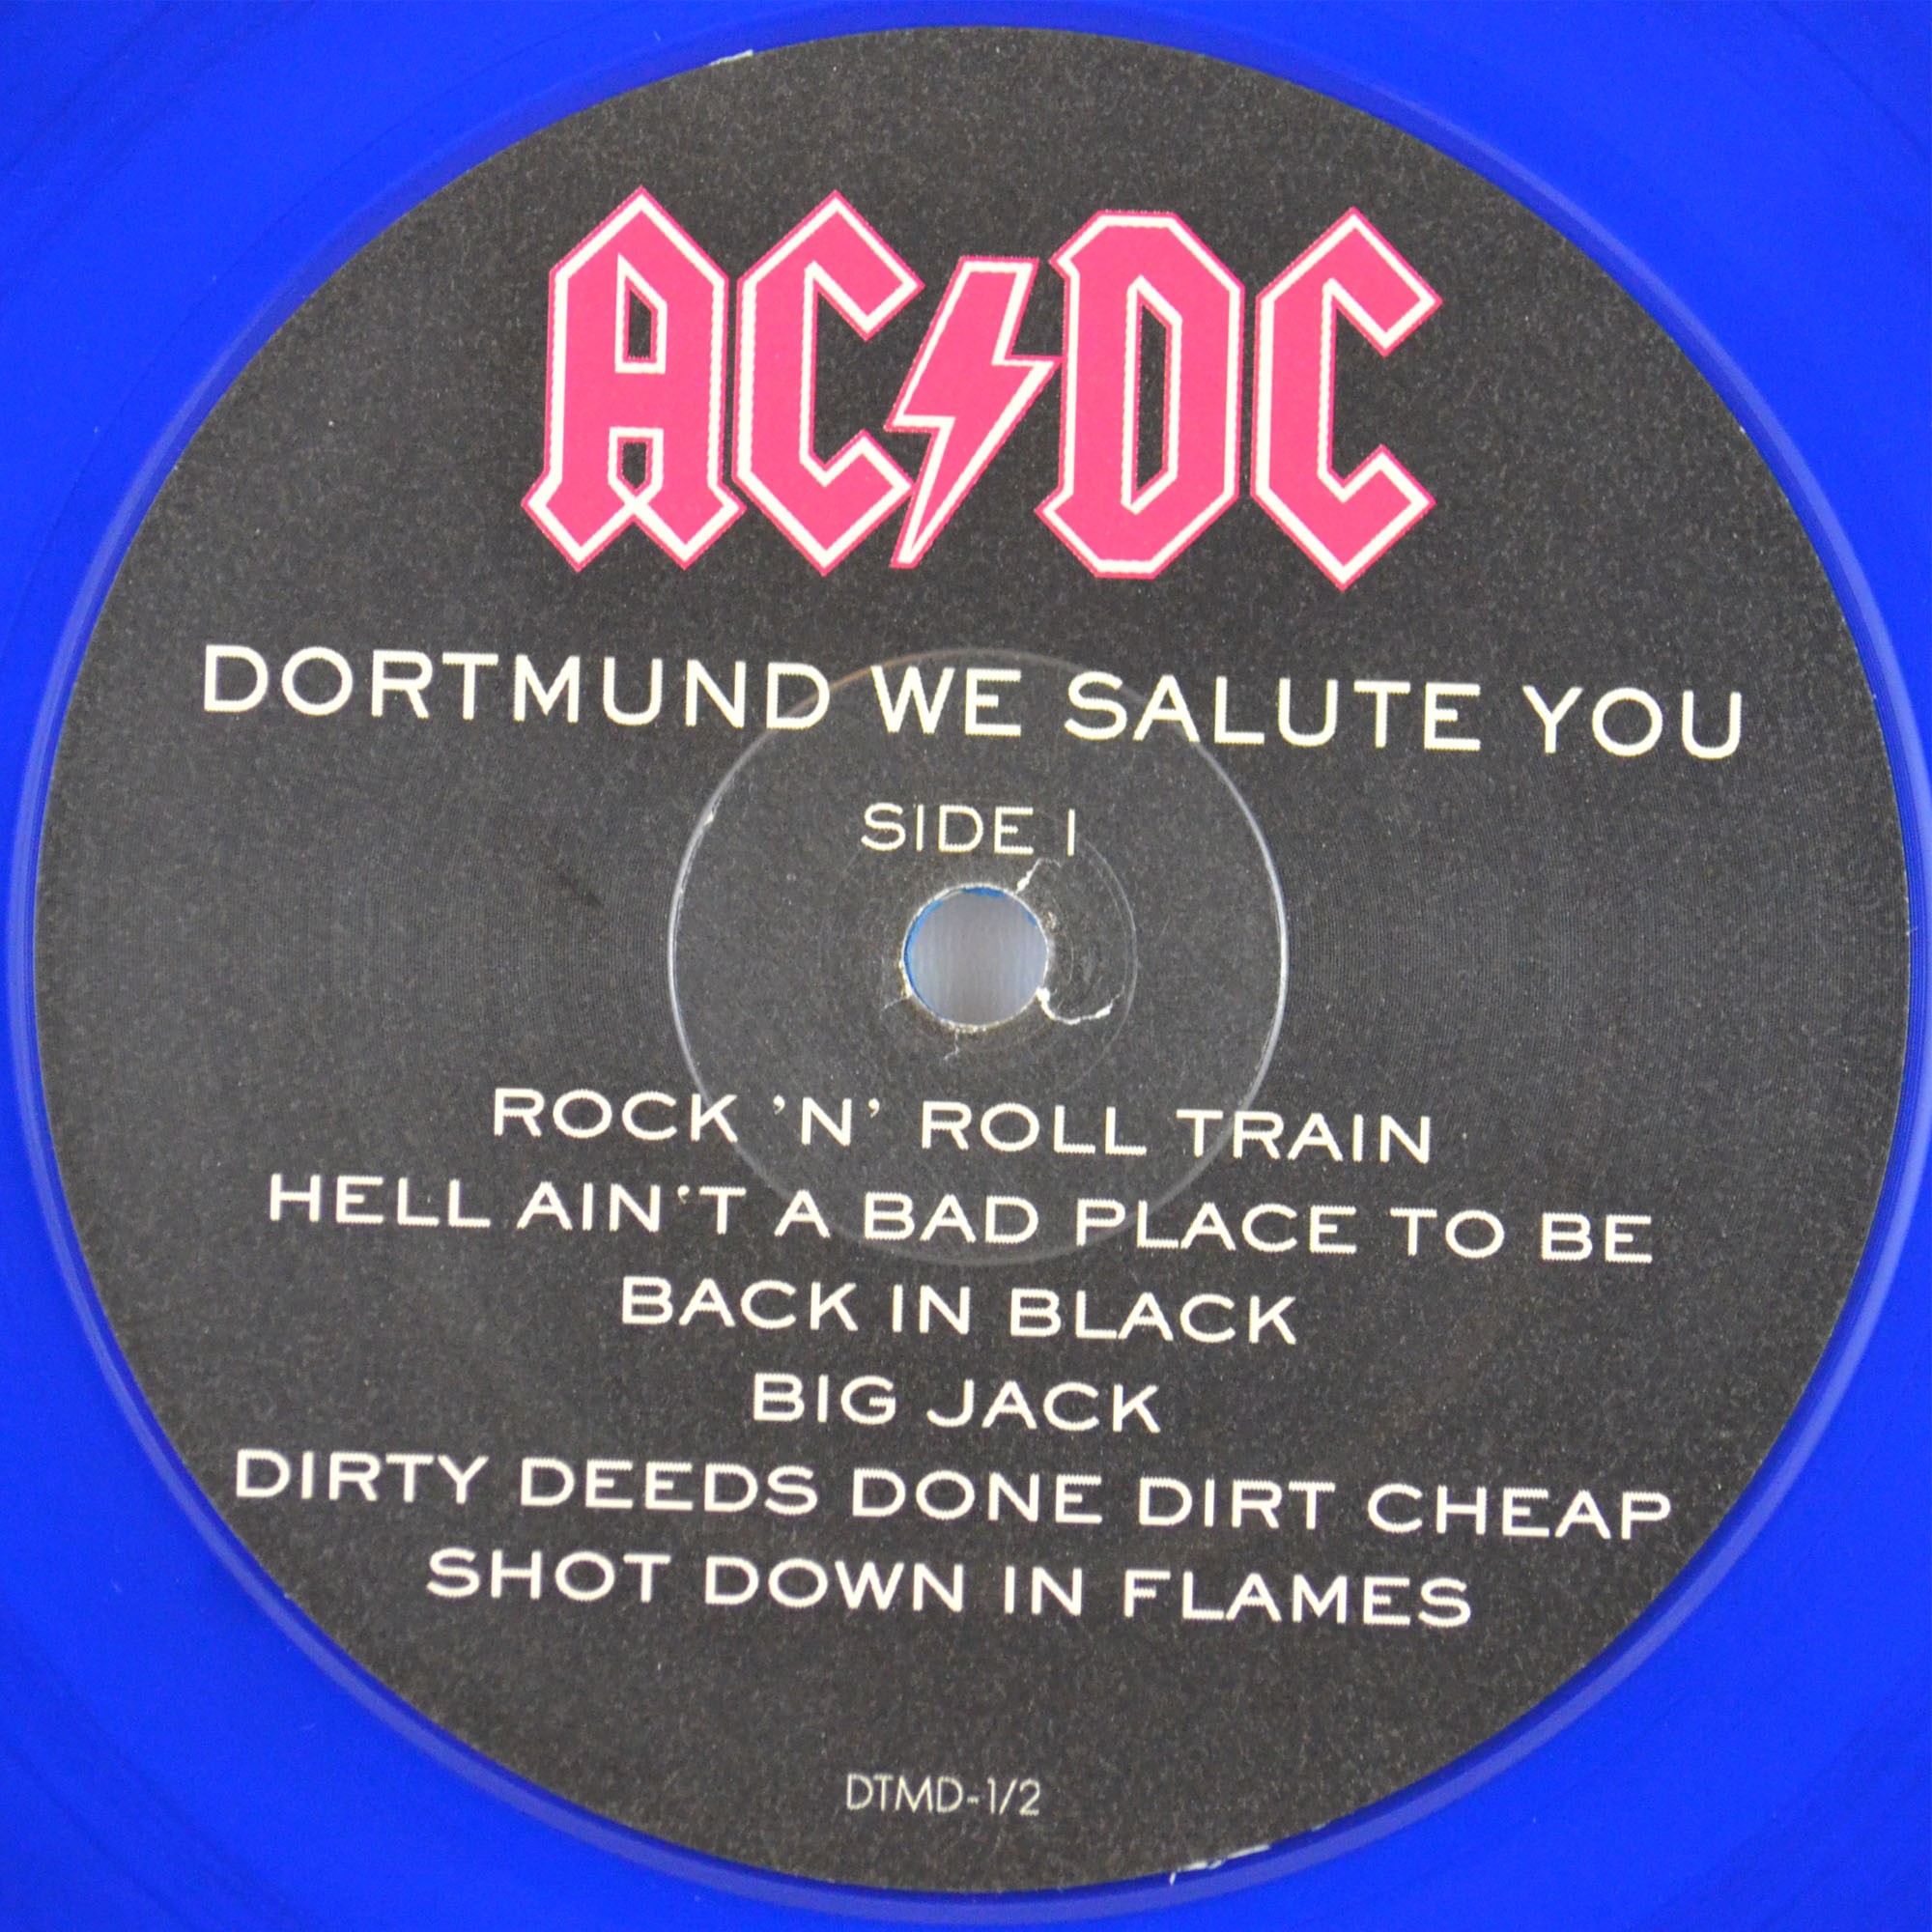 AC⚡DC
DORTMUND WE SALUTE YOU
SIDE 1
ROCK 'N' ROLL TRAIN
HELL AIN'T A BAD PLACE TO BE
BACK IN BLACK
BIG JACK
DIRTY DEEDS DONE DIRT CHEAP
SHOT DOWN IN FLAMES
DTMD-1/2